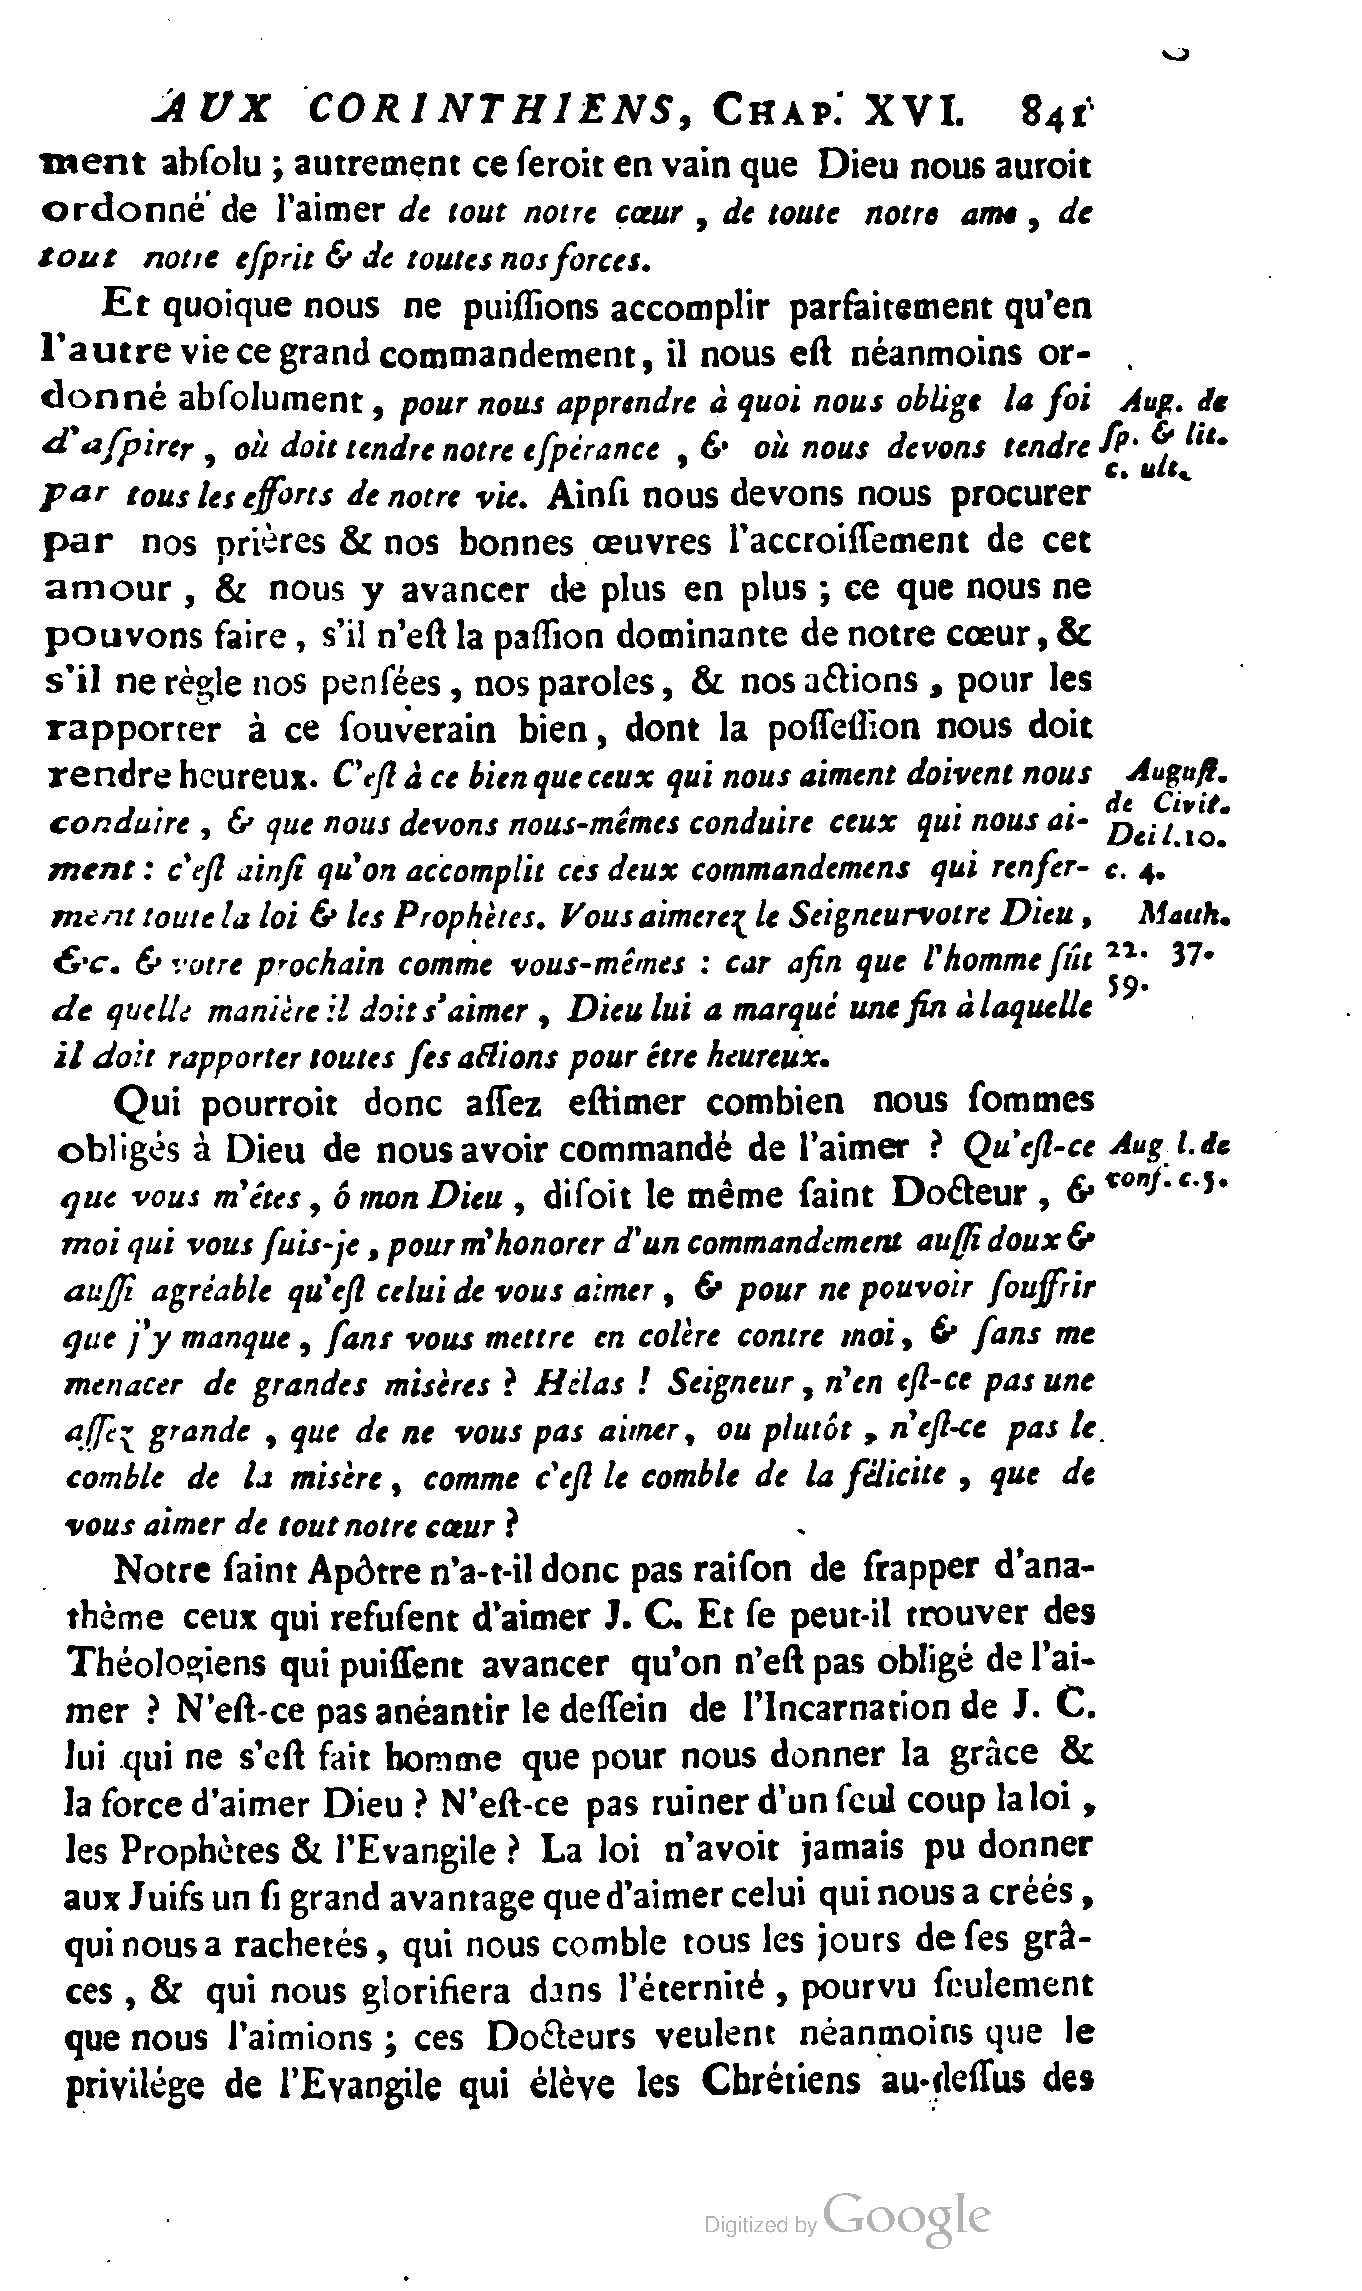 AUX CORINTHIENS, CHAP. XVI. 841
ment abſolu ; autrement ce ſeroit en vain que Dieu nous auroit
ordonné de l'aimer de tout notre cœur , de toute notre ame , de
tout notre eſprit & de toutes nos forces.
Et quoique nous ne puiſſions accomplir parfaitement qu'en
l'autre vie ce grand commandement, il nous eſt néanmoins or-
donné abſolument , pour nous apprendre à quoi nous oblige la foi
Aug. de
d'aſpirer , où doit tendre notre eſpérance , & où nous devons tendre
ſp. & lit.
par tous les efforts de notre vie. Ainſi nous devons nous procurer
c. ult.
par nos prières & nos bonnes œuvres l'accroiſſement de cet
amour , & nous y avancer de plus en plus ; ce que nous ne
pouvons faire , s'il n'eſt la paſſion dominante de notre cœur , &
s'il ne règle nos penſées , nos paroles , & nos actions , pour les
rapporter à ce ſouverain bien , dont la poſſeſſion nous doit
rendre heureux. C'eſt à ce bien que ceux qui nous aiment doivent nous
Auguſt.
conduire , & que nous devons nous-mêmes conduire ceux qui nous ai-
de Civit.
Dei l. 10.
ment : c'eſt ainſi qu'on accomplit ces deux commandemens qui renfer-
c. 4.
ment toute la loi & les Prophètes. Vous aimerez le Seigneur votre Dieu ,
Matth.
&c. & votre prochain comme vous-mêmes : car afin que l'homme ſût
22. 37.
de quelle manière il doit s'aimer , Dieu lui a marqué une fin à laquelle
39.
il doit rapporter toutes ſes actions pour être heureux.
Qui pourroit donc aſſez eſtimer combien nous ſommes
obligés à Dieu de nous avoir commandé de l'aimer ? Qu'eſt-ce
Aug. l. de
que vous m'êtes , ô mon Dieu , diſoit le même ſaint Docteur , &
conf. c. 5.
moi qui vous ſuis-je , pour m'honorer d'un commandement auſſi doux &
auſſi agréable qu'eſt celui de vous aimer , & pour ne pouvoir ſouffrir
que j'y manque , ſans vous mettre en colère contre moi , & ſans me
menacer de grandes misères ? Hélas ! Seigneur , n'en eſt-ce pas une
aſſez grande , que de ne vous pas aimer , ou plutôt , n'eſt-ce pas le
comble de la misère , comme c'eſt le comble de la félicite , que de
vous aimer de tout notre cœur ?
Notre ſaint Apôtre n'a-t-il donc pas raiſon de frapper d'ana-
thème ceux qui refuſent d'aimer J. C. Et ſe peut-il trouver des
Théologiens qui puiſſent avancer qu'on n'eſt pas obligé de l'ai-
mer ? N'eſt-ce pas anéantir le deſſein de l'Incarnation de J. C.
lui qui ne s'eſt fait homme que pour nous donner la grâce &
la force d'aimer Dieu ? N'eſt-ce pas ruiner d'un ſeul coup la loi ,
les Prophètes & l'Evangile ? La loi n'avoit jamais pu donner
aux Juifs un ſi grand avantage que d'aimer celui qui nous a créés ,
qui nous a rachetés , qui nous comble tous les jours de ſes grâ-
ces , & qui nous glorifiera dans l'éternité , pourvu ſeulement
que nous l'aimions ; ces Docteurs veulent néanmoins que le
privilége de l'Evangile qui élève les Chrétiens au-deſſus des
Digitized by Google